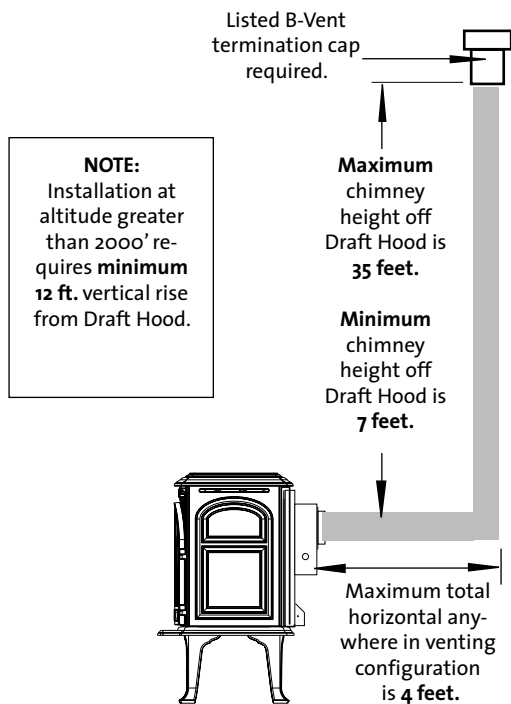 Listed B-Vent
termination cap
required.
NOTE:
Installation at
altitude greater
than 2000’ re-
quires minimum
12 ft. vertical rise
from Draft Hood.
Maximum
chimney
height off
Draft Hood is
35 feet.
Minimum
chimney
height off
Draft Hood is
7 feet.
Maximum total
horizontal any-
where in venting
configuration
is 4 feet.